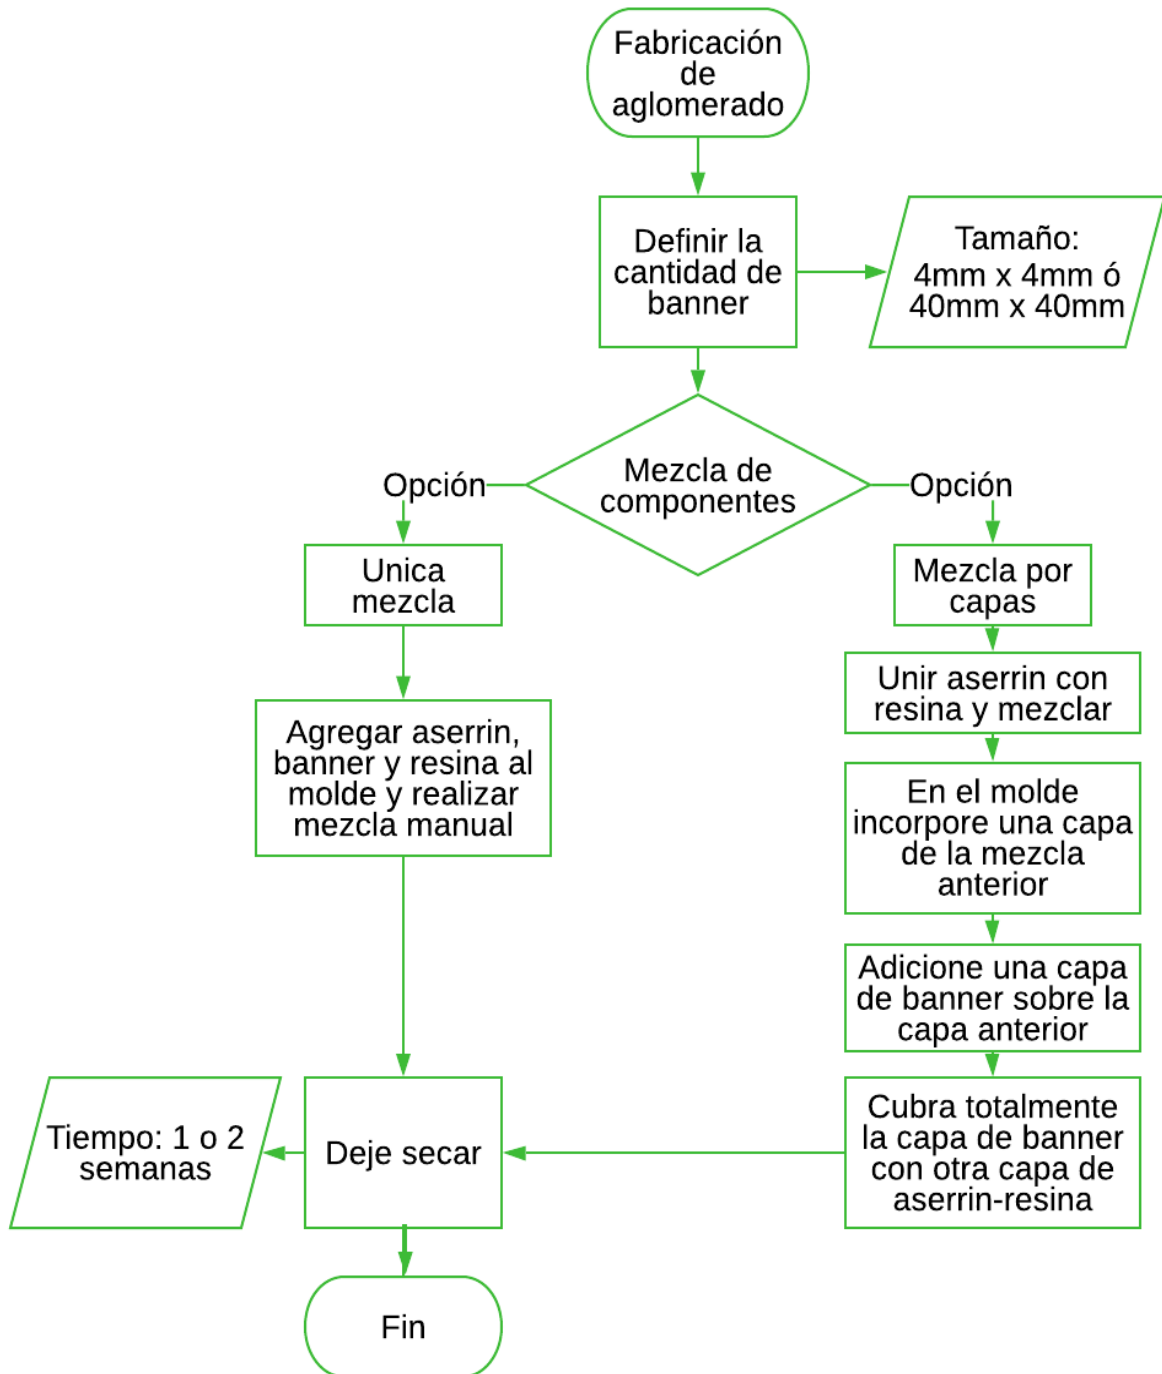 Fabricación
de
aglomerado
Definir la
cantidad de
banner
Tamaño:
4mm x 4mm ó
40mm x 40mm
Mezcla de
componentes
Opción
Opción
Unica
mezcla
Mezcla por
capas
Agregar aserrin,
banner y resina al
molde y realizar
mezcla manual
Unir aserrin con
resina y mezclar
En el molde
incorpore una capa
de la mezcla
anterior
Adicione una capa
de banner sobre la
capa anterior
Cubra totalmente
la capa de banner
con otra capa de
aserrin-resina
Deje secar
Tiempo: 1 o 2
semanas
Fin